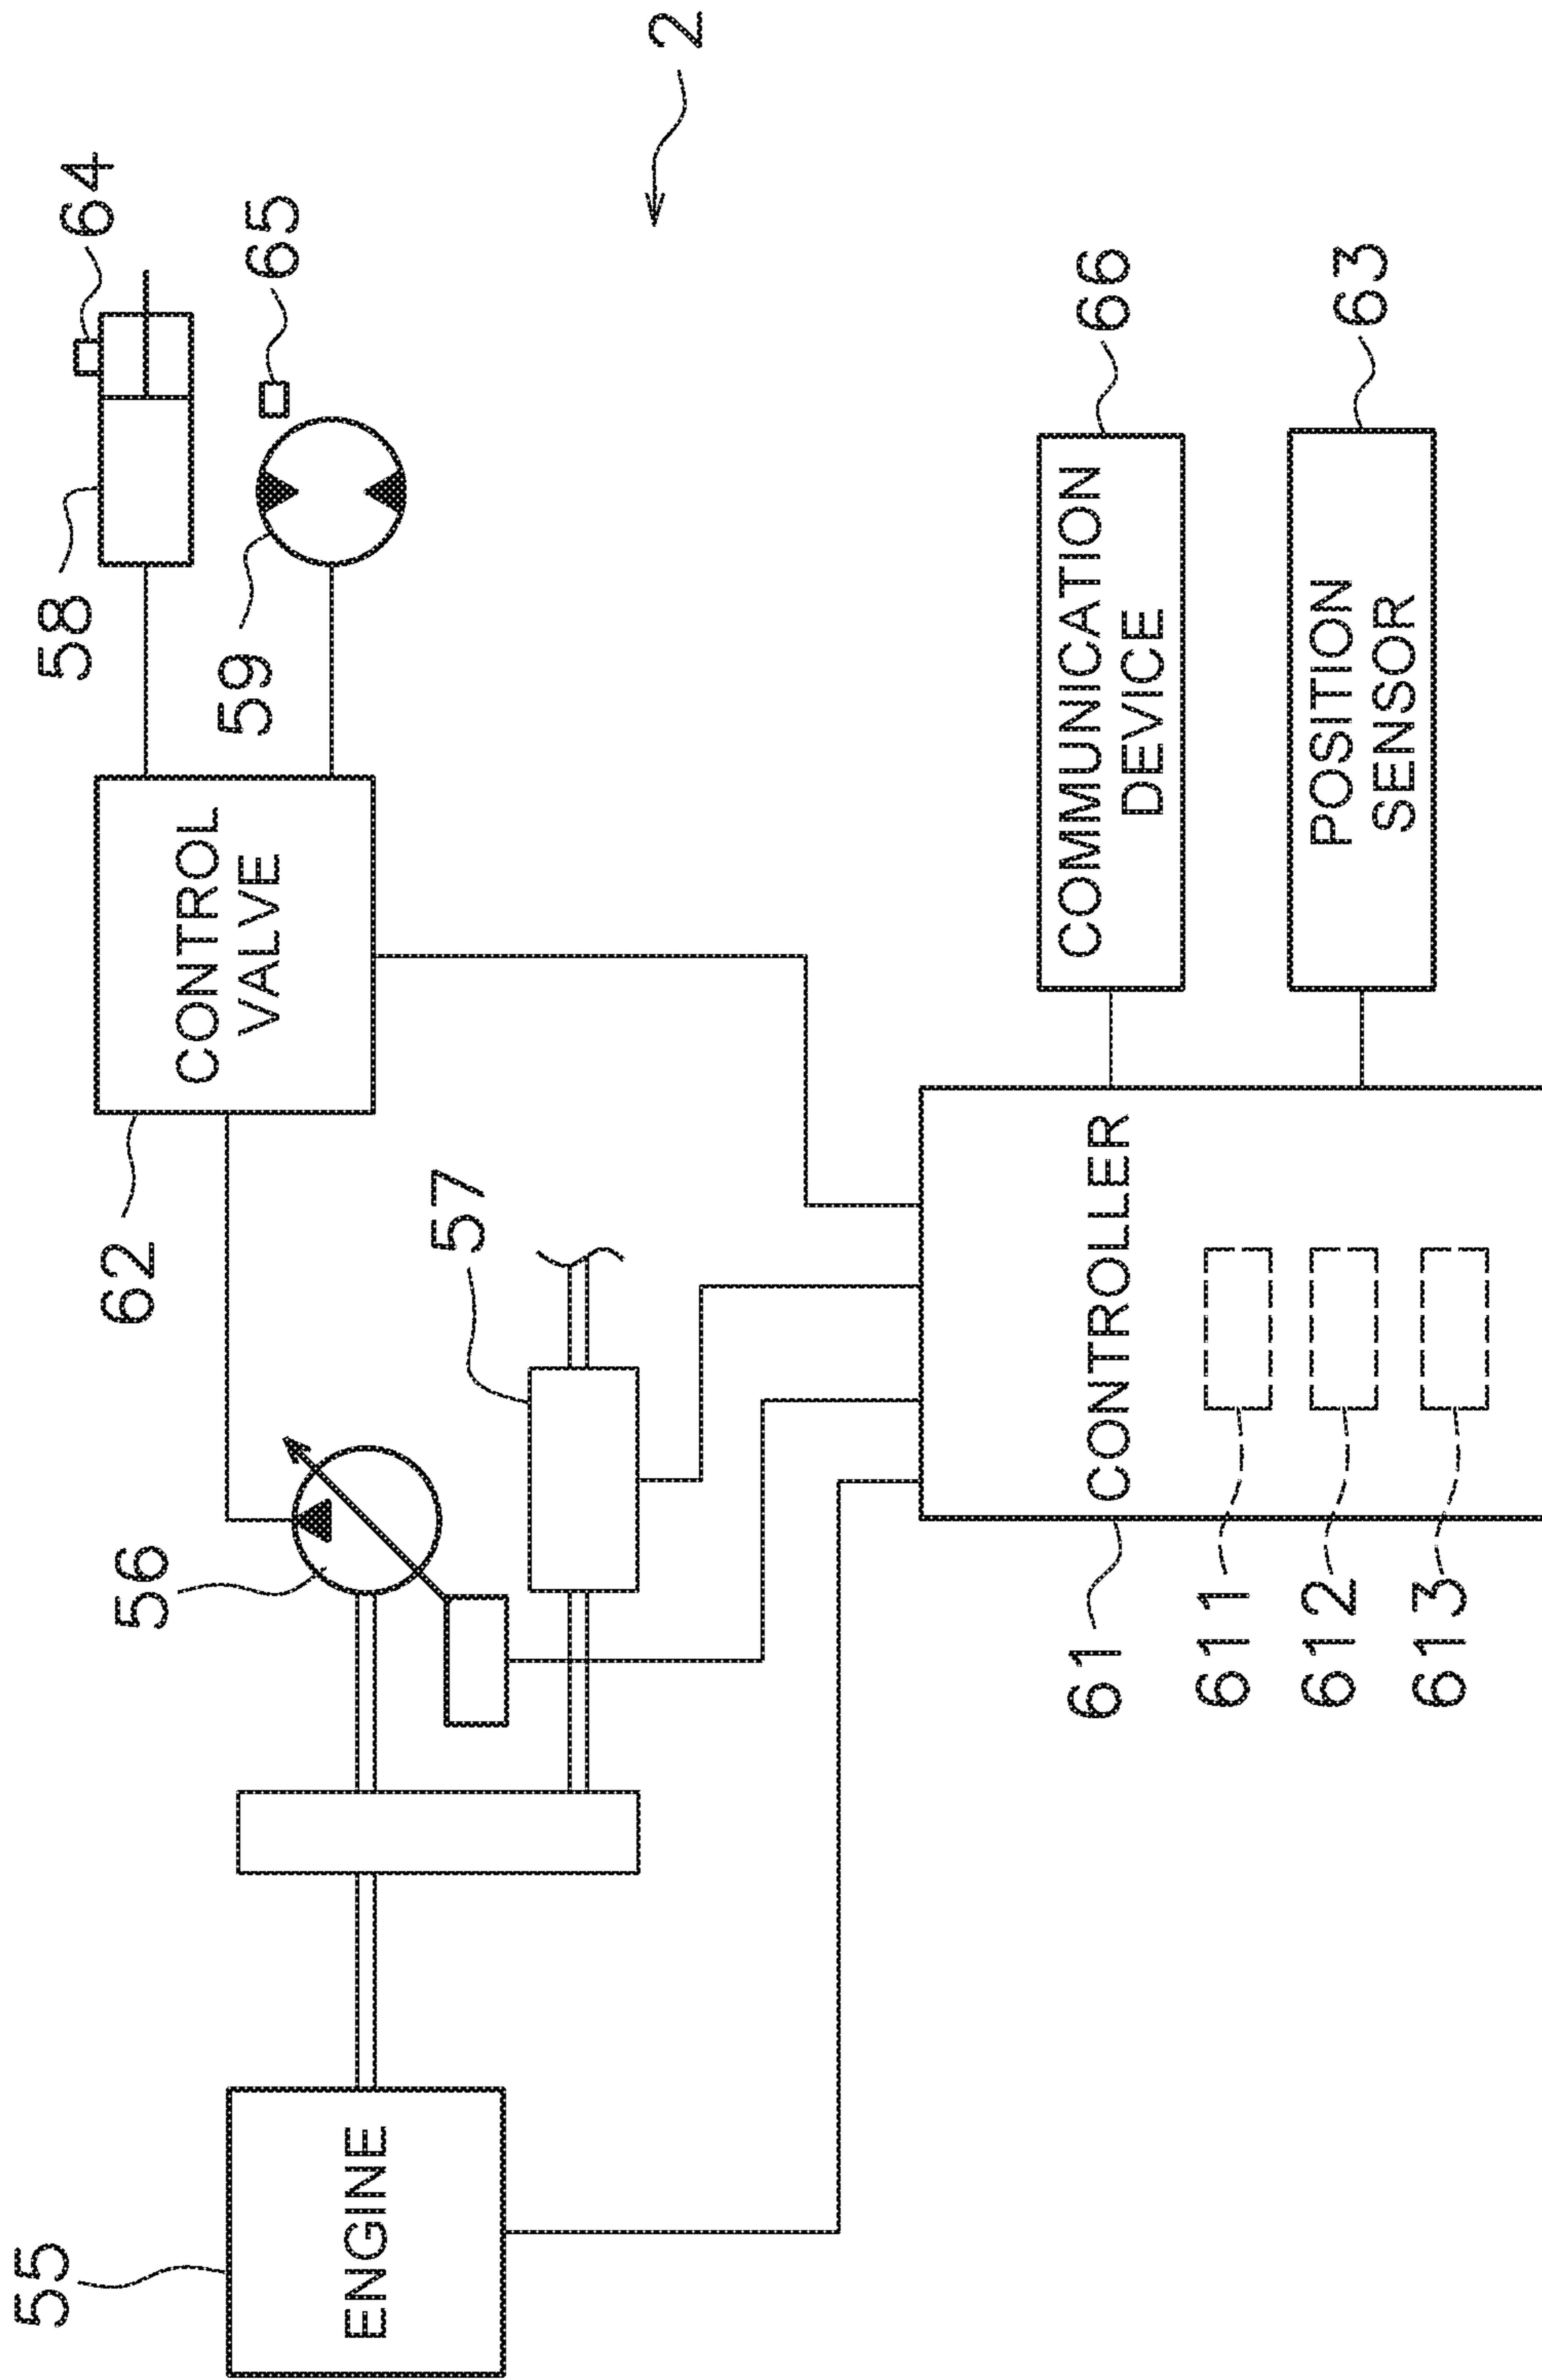 2
64
65
58
59
66
63
COMMUNICATION
DEVICE
POSITION
SENSOR
CONTROL
VALVE
62
57
56
CONTROLLER
61
611
612
613
55
ENGINE